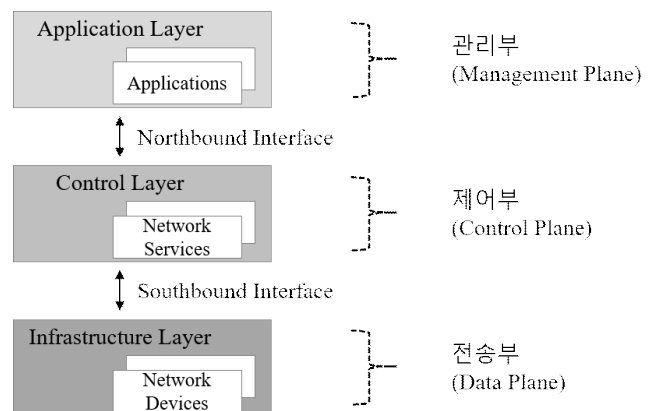 Application Layer
Applications
관리부
(Management Plane)
Northbound Interface
Control Layer
Network
Services
제어부
(Control Plane)
Southbound Interface
Infrastructure Layer
Network
Devices
전송부
(Data Plane)